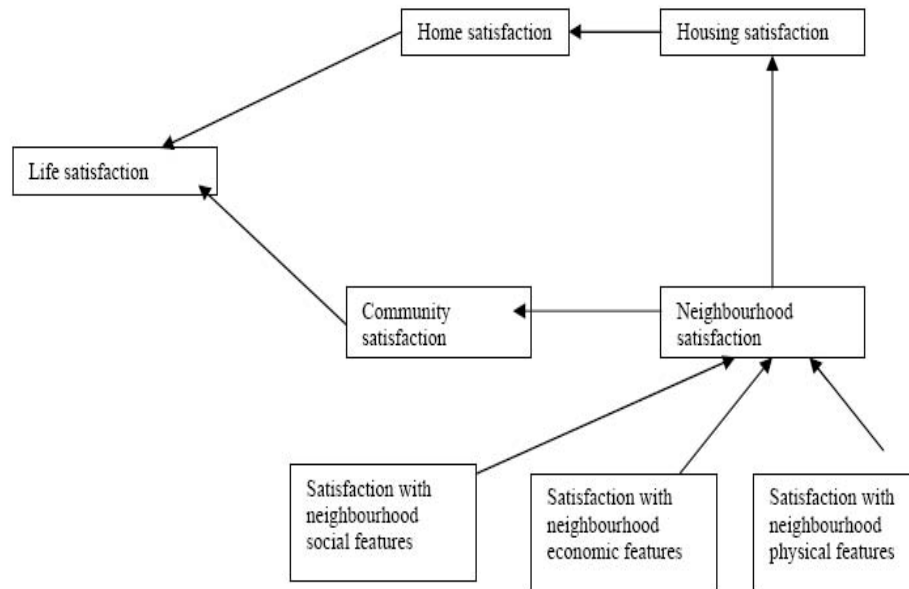 Home satisfaction
Housing satisfaction
Life satisfaction
Community
satisfaction
Neighbourhood
satisfaction
Satisfaction with
neighbourhood
social features
Satisfaction with
neighbourhood
economic features
Satisfaction with
neighbourhood
physical features